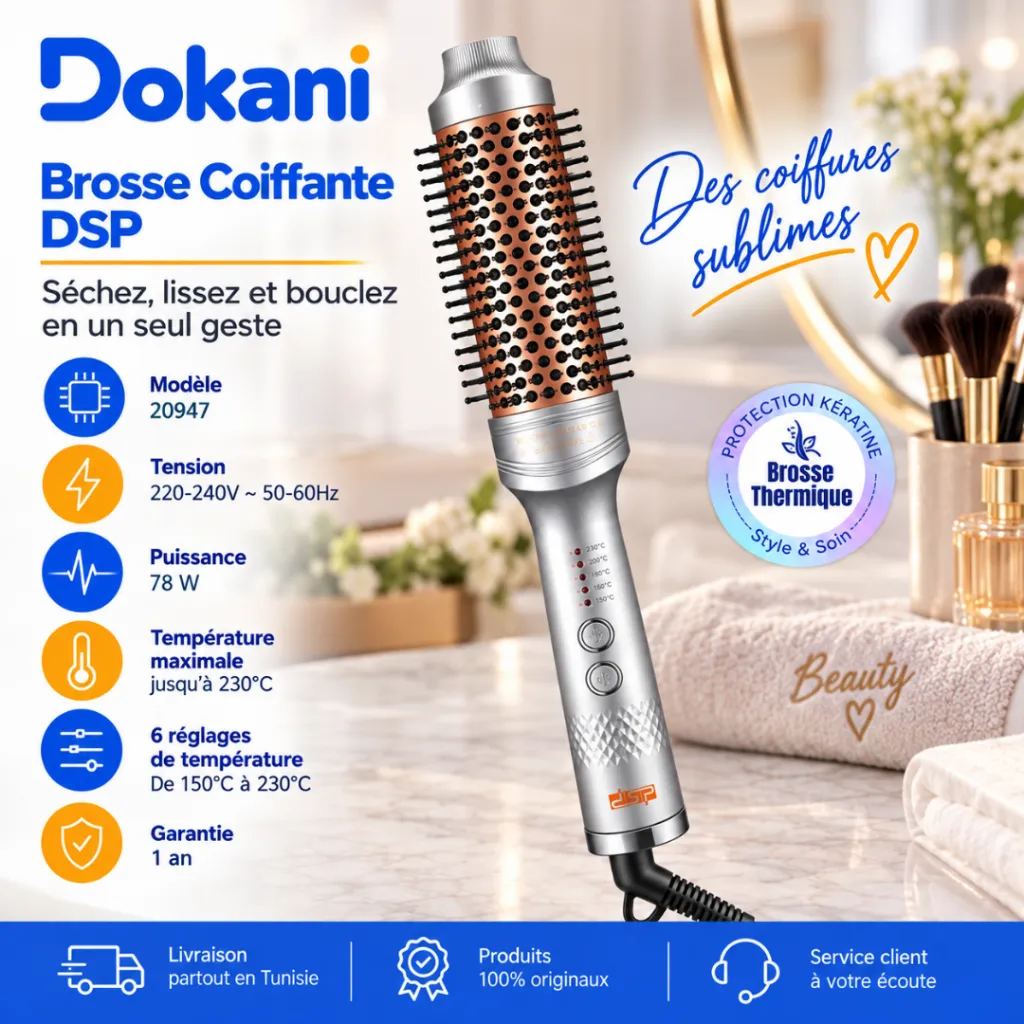 Dokani
Brosse Coiffante
DSP
Séchez, lissez et bouclez
en un seul geste
Modèle
20947
Tension
220-240V ~ 50-60Hz
Puissance
78 W
Température
maximale
jusqu'à 230°C
6 réglages
de température
De 150°C à 230°C
Garantie
1 an
Des coiffures
sublimes
PROTECTION KÉRATINE
Brosse
Thermique
Style & Soin
230°C
200°C
180°C
160°C
150°C
dsp
Beauty
Livraison
partout en Tunisie
Produits
100% originaux
Service client
à votre écoute